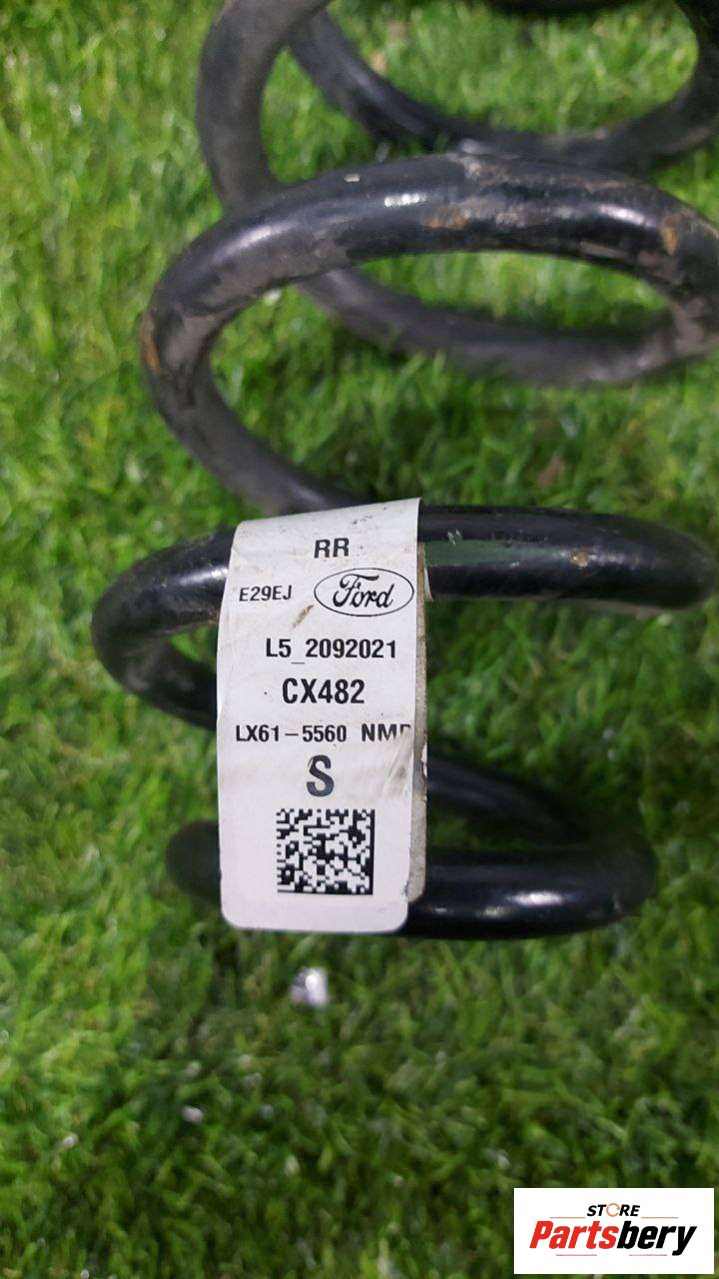 RR
E29EJ Ford
L5_2092021
CX482
LX61-5560
S
STORE
Partsbery